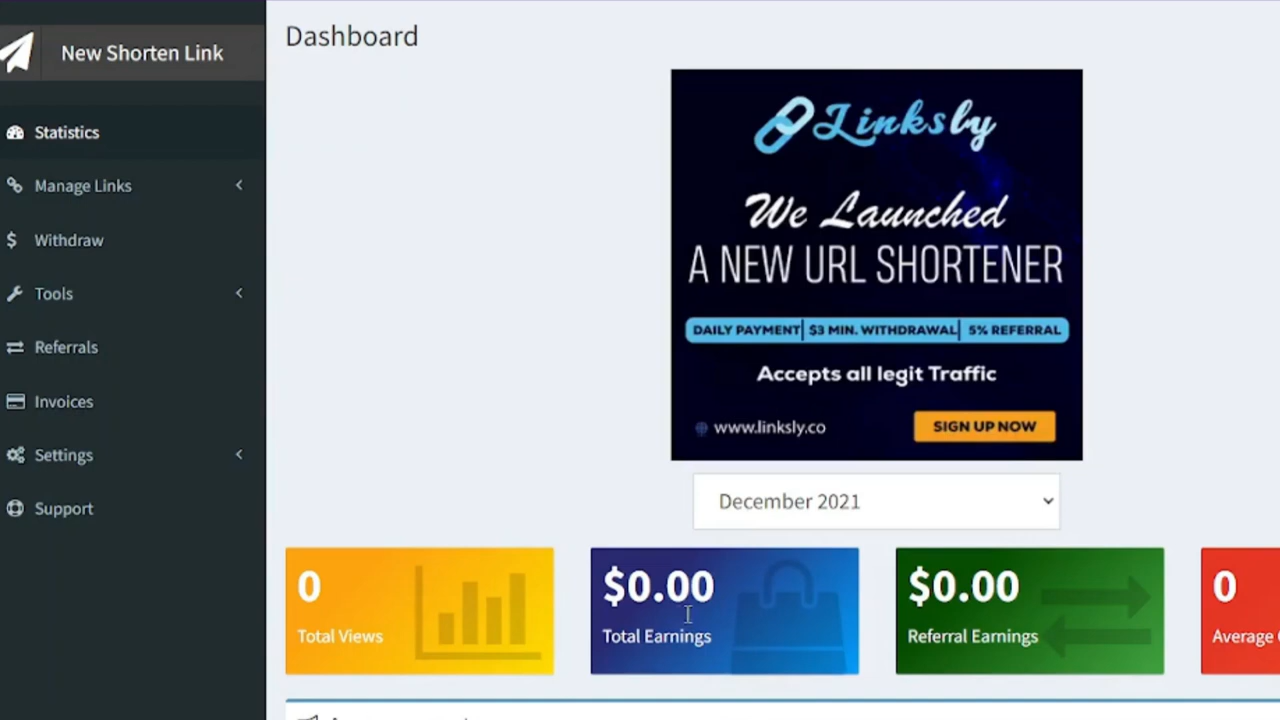 New Shorten Link
Statistics
Manage Links
Withdraw
Tools
Referrals
Invoices
Settings
Support
Dashboard
Linksly
We Launched
A NEW URL SHORTENER
DAILY PAYMENT| $3 MIN. WITHDRAWAL| 5% REFERRAL
Accepts all legit Traffic
www.linksly.co
SIGN UP NOW
December 2021
0
Total Views
$0.00
Total Earnings
$0.00
Referral Earnings
0
Average